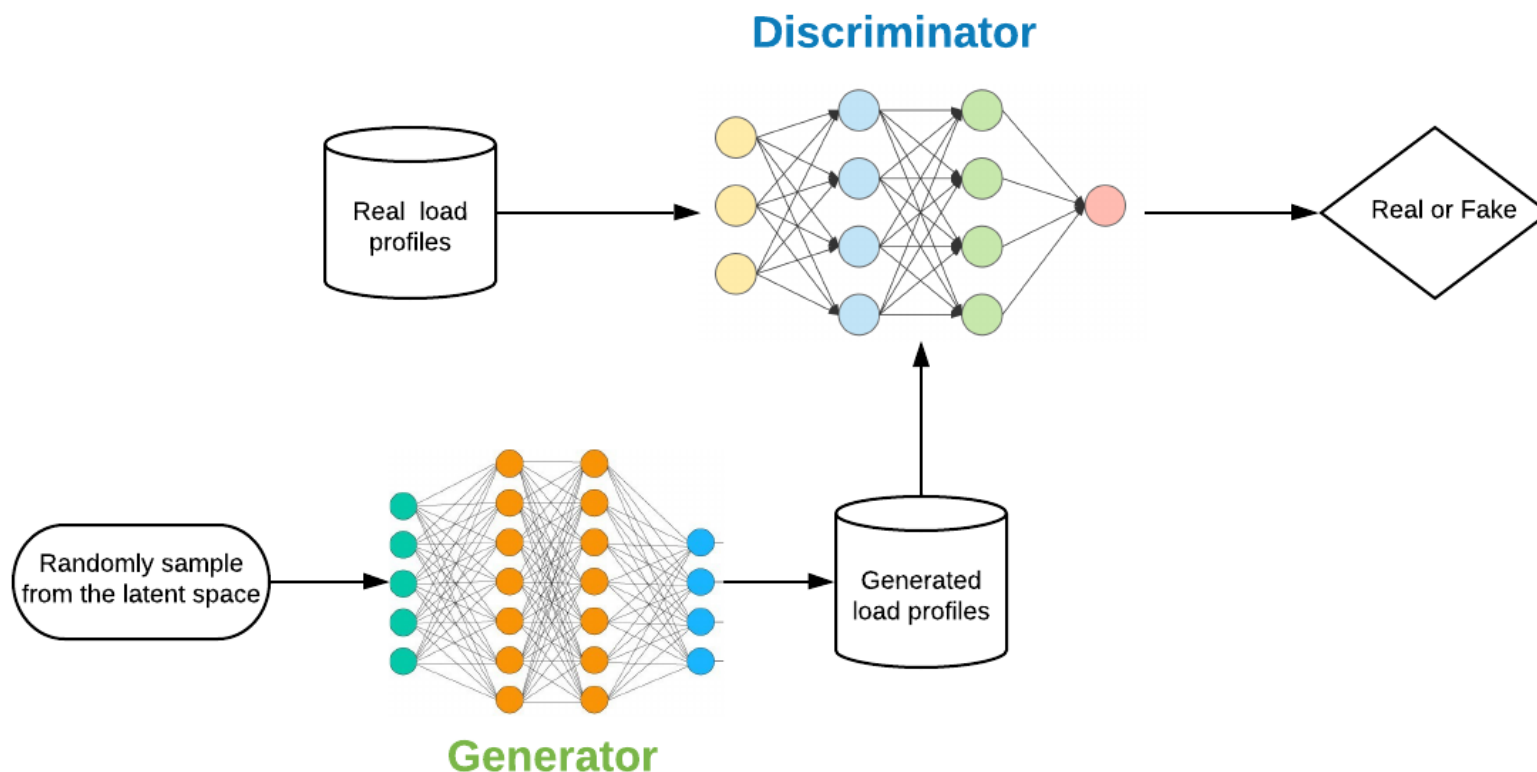 Discriminator
Real load
profiles
Real or Fake
Randomly sample
from the latent space
Generated
load profiles
Generator